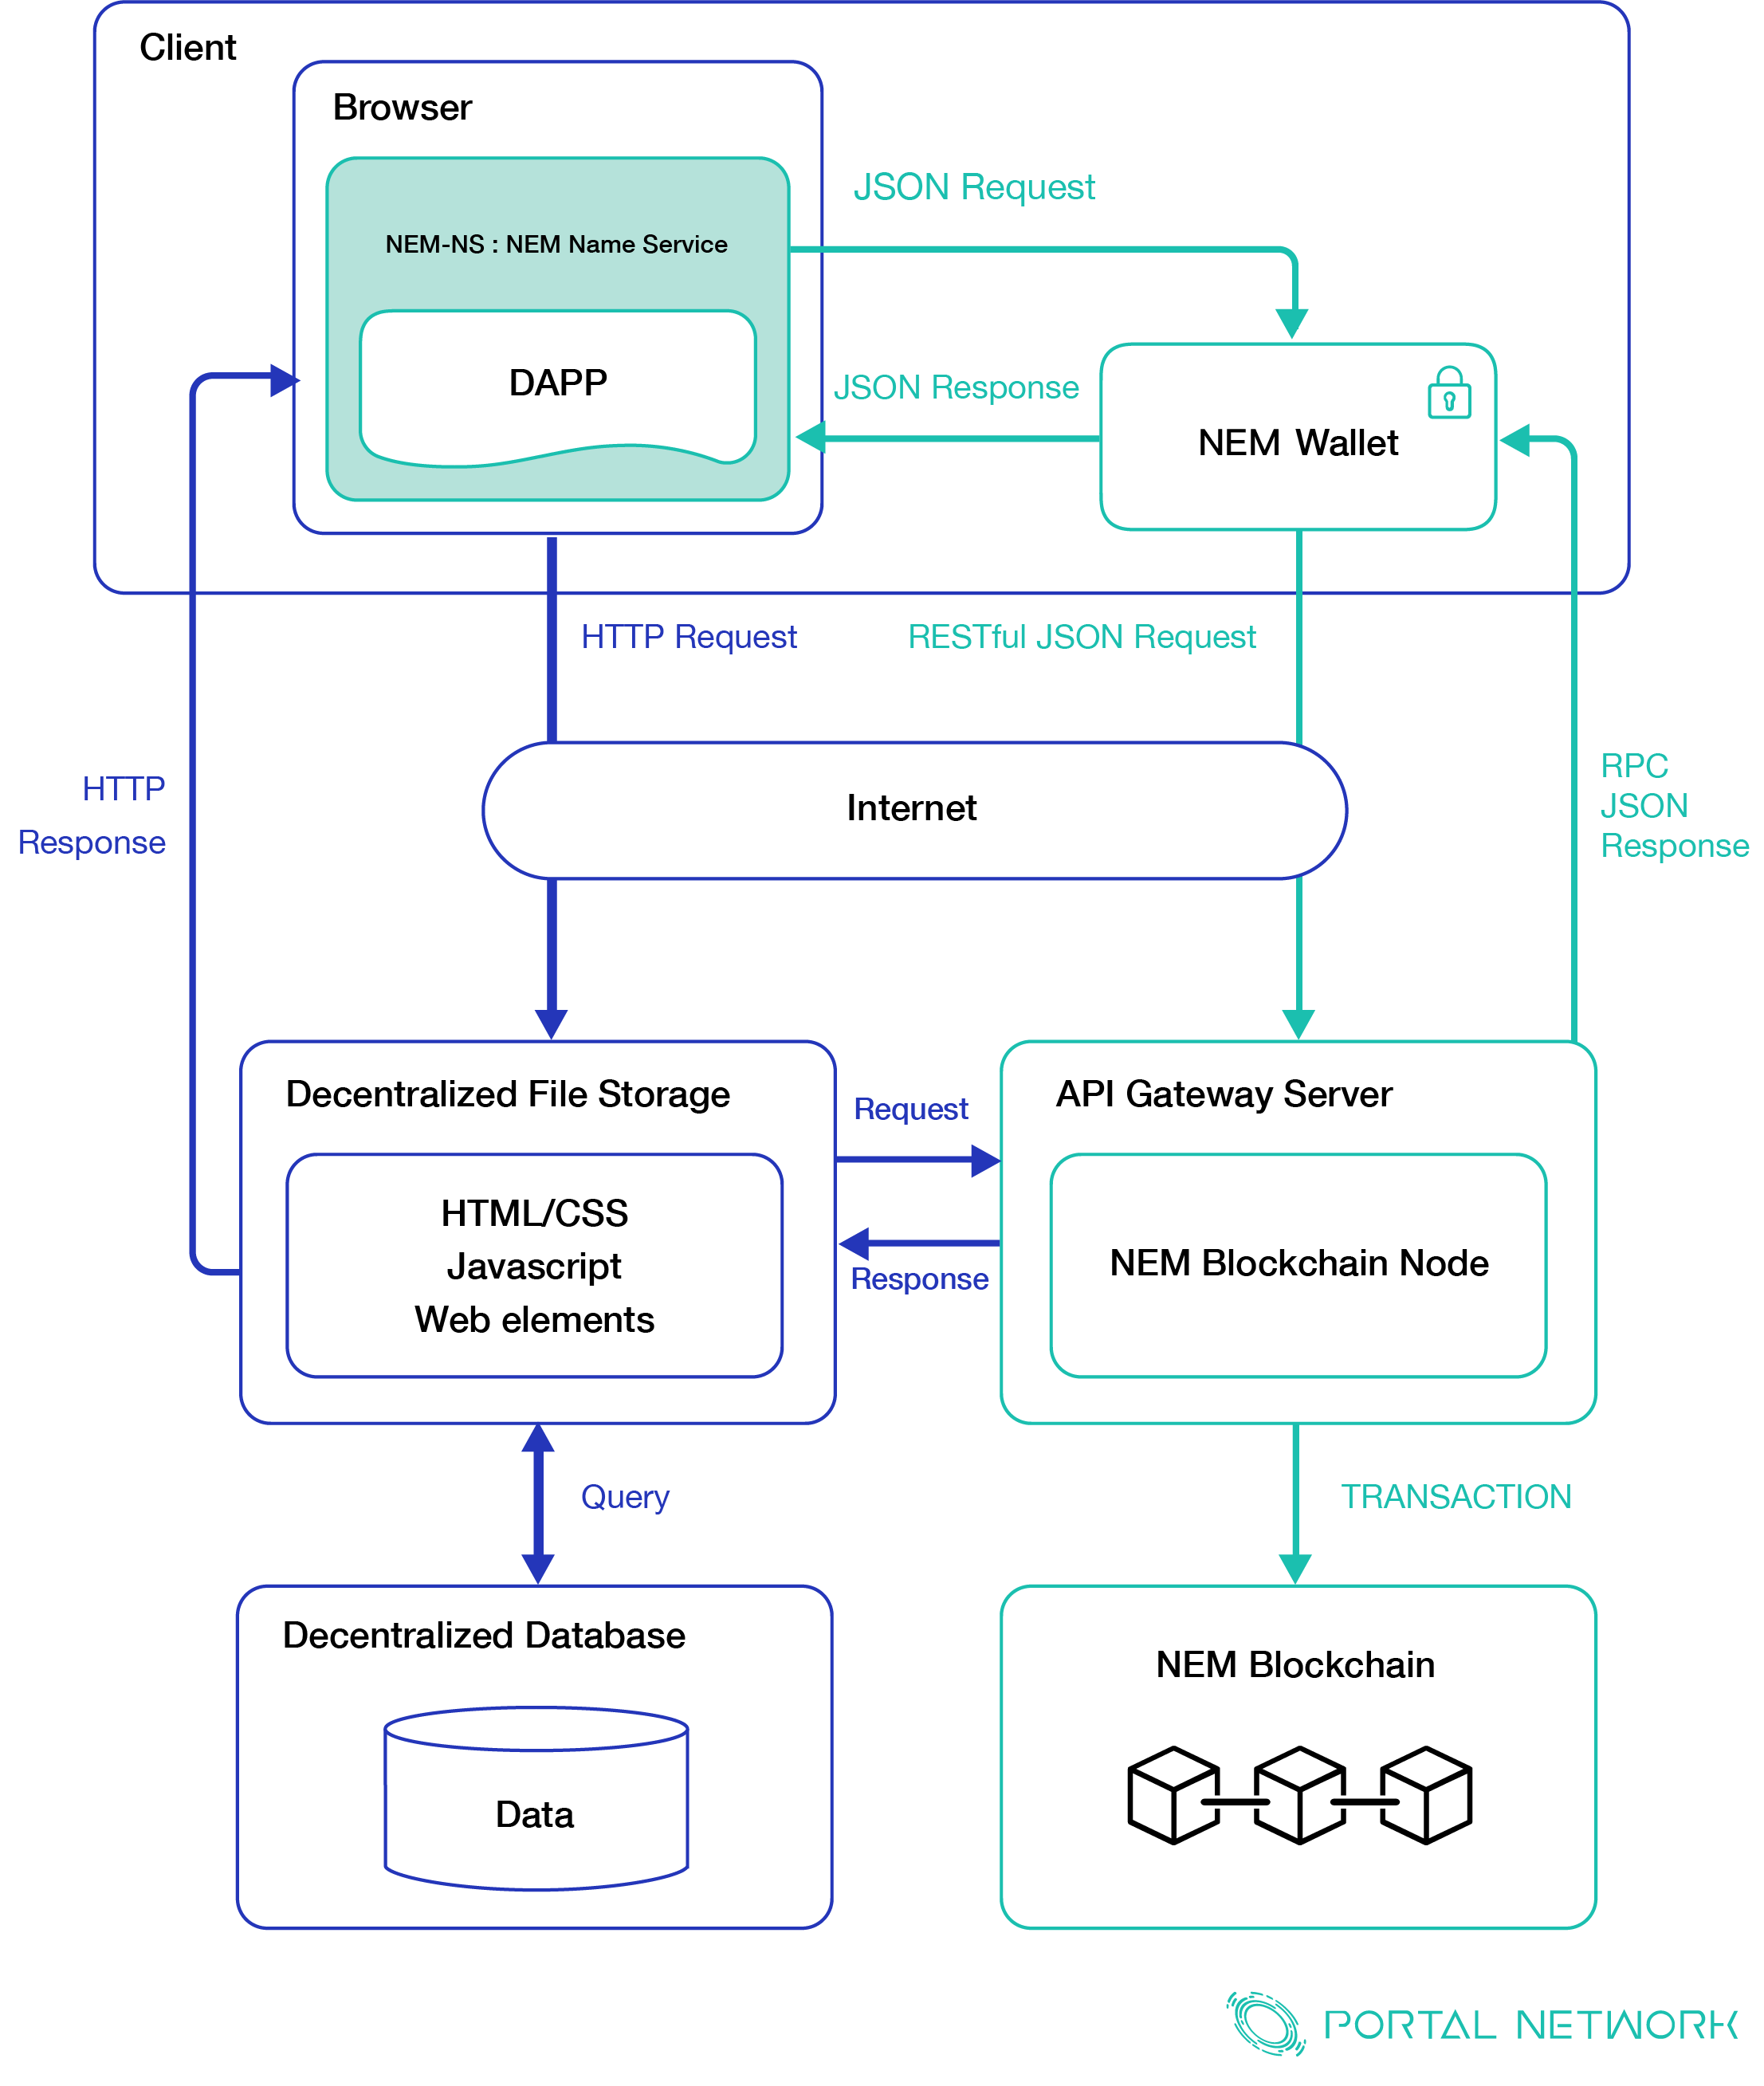 Client
Browser
JSON Request
NEM-NS : NEM Name Service
DAPP
JSON Response
NEM Wallet
HTTP Request
RESTful JSON Request
HTTP
Response
Internet
RPC
JSON
Response
Decentralized File Storage
Request
API Gateway Server
HTML/CSS
Javascript
Web elements
Response
NEM Blockchain Node
Query
TRANSACTION
Decentralized Database
Data
NEM Blockchain
PORTAL NETWORK